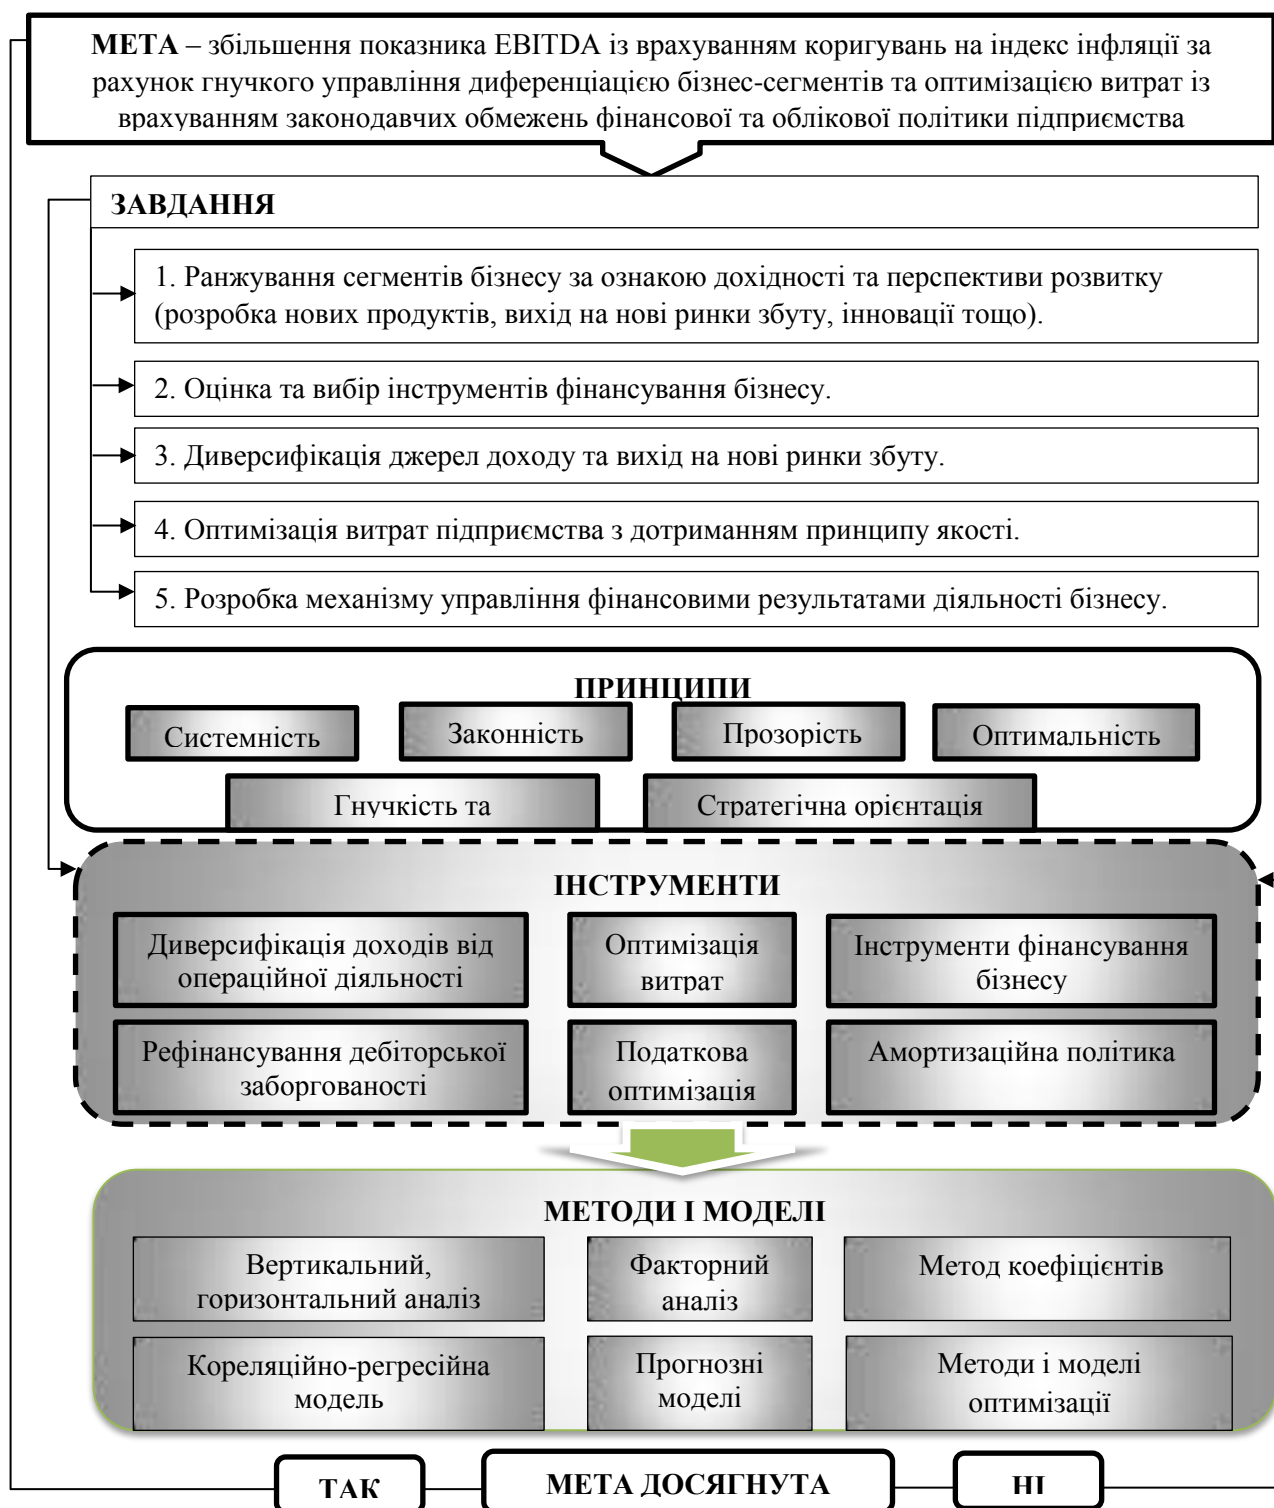 МЕТА – збільшення показника EBITDA із врахуванням коригувань на індекс інфляції за
рахунок гнучкого управління диференціацією бізнес-сегментів та оптимізацією витрат із
врахуванням законодавчих обмежень фінансової та облікової політики підприємства
ЗАВДАННЯ
1. Ранжування сегментів бізнесу за ознакою дохідності та перспективи розвитку
(розробка нових продуктів, вихід на нові ринки збуту, інновації тощо).
2. Оцінка та вибір інструментів фінансування бізнесу.
3. Диверсифікація джерел доходу та вихід на нові ринки збуту.
4. Оптимізація витрат підприємства з дотриманням принципу якості.
5. Розробка механізму управління фінансовими результатами діяльності бізнесу.
ПРИНЦИПИ
Системність
Законність
Прозорість
Оптимальність
Гнучкість та
Стратегічна орієнтація
ІНСТРУМЕНТИ
Диверсифікація доходів від
операційної діяльності
Оптимізація
витрат
Інструменти фінансування
бізнесу
Рефінансування дебіторської
заборгованості
Податкова
оптимізація
Амортизаційна політика
МЕТОДИ І МОДЕЛІ
Вертикальний,
горизонтальний аналіз
Факторний
аналіз
Метод коефіцієнтів
Кореляційно-регресійна
модель
Прогнозні
моделі
Методи і моделі
оптимізації
ТАК
МЕТА ДОСЯГНУТА
НІ